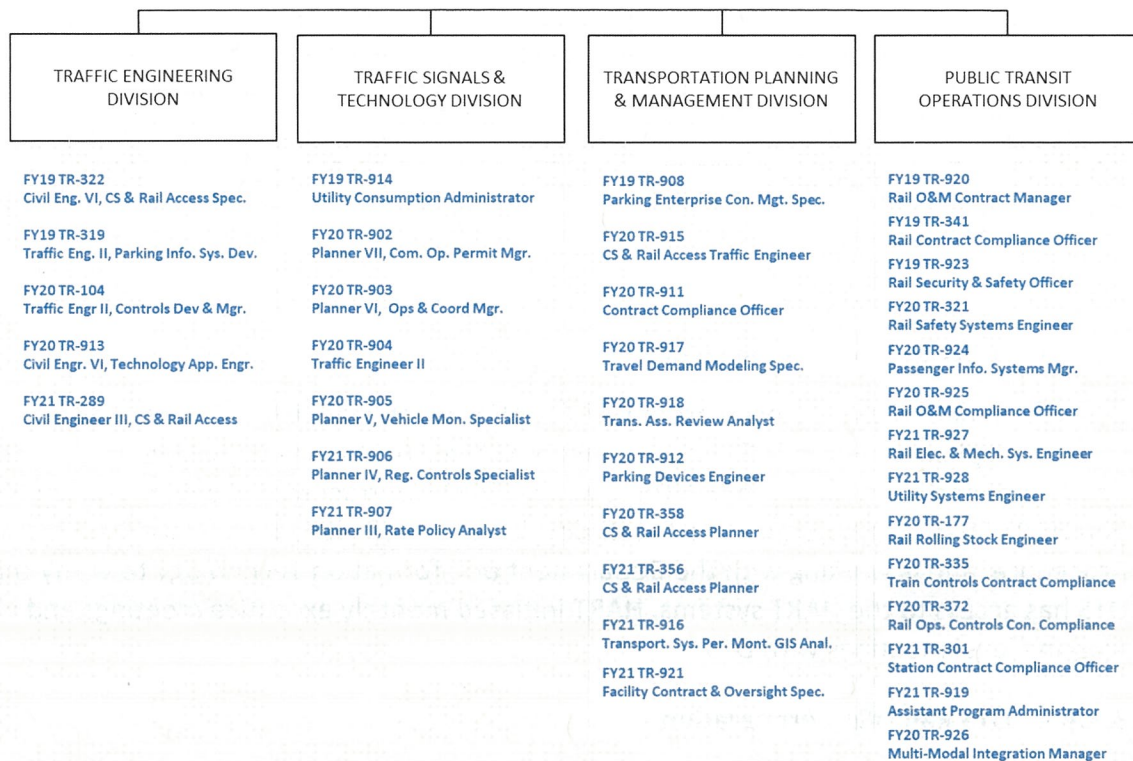 TRAFFIC ENGINEERING
DIVISION
FY19 TR-322
Civil Eng. VI, CS & Rail Access Spec.
FY19 TR-319
Traffic Eng. II, Parking Info. Sys. Dev.
FY20 TR-104
Traffic Engr II, Controls Dev & Mgr.
FY20 TR-913
Civil Engr. VI, Technology App. Engr.
FY21 TR-289
Civil Engineer III, CS & Rail Access
TRAFFIC SIGNALS &
TECHNOLOGY DIVISION
FY19 TR-914
Utility Consumption Administrator
FY20 TR-902
Planner VII, Com. Op. Permit Mgr.
FY20 TR-903
Planner VI, Ops & Coord Mgr.
FY20 TR-904
Traffic Engineer II
FY20 TR-905
Planner V, Vehicle Mon. Specialist
FY21 TR-906
Planner IV, Reg. Controls Specialist
FY21 TR-907
Planner III, Rate Policy Analyst
TRANSPORTATION PLANNING
& MANAGEMENT DIVISION
FY19 TR-908
Parking Enterprise Con. Mgt. Spec.
FY20 TR-915
CS & Rail Access Traffic Engineer
FY20 TR-911
Contract Compliance Officer
FY20 TR-917
Travel Demand Modeling Spec.
FY20 TR-918
Trans. Ass. Review Analyst
FY20 TR-912
Parking Devices Engineer
FY20 TR-358
CS & Rail Access Planner
FY21 TR-356
CS & Rail Access Planner
FY21 TR-916
Transport. Sys. Per. Mont. GIS Anal.
FY21 TR-921
Facility Contract & Oversight Spec.
PUBLIC TRANSIT
OPERATIONS DIVISION
FY19 TR-920
Rail O&M Contract Manager
FY19 TR-341
Rail Contract Compliance Officer
FY19 TR-923
Rail Security & Safety Officer
FY20 TR-321
Rail Safety Systems Engineer
FY20 TR-924
Passenger Info. Systems Mgr.
FY20 TR-925
Rail O&M Compliance Officer
FY21 TR-927
Rail Elec. & Mech. Sys. Engineer
FY21 TR-928
Utility Systems Engineer
FY20 TR-177
Rail Rolling Stock Engineer
FY20 TR-335
Train Controls Contract Compliance
FY20 TR-372
Rail Ops. Controls Con. Compliance
FY21 TR-301
Station Contract Compliance Officer
FY21 TR-919
Assistant Program Administrator
FY20 TR-926
Multi-Modal Integration Manager